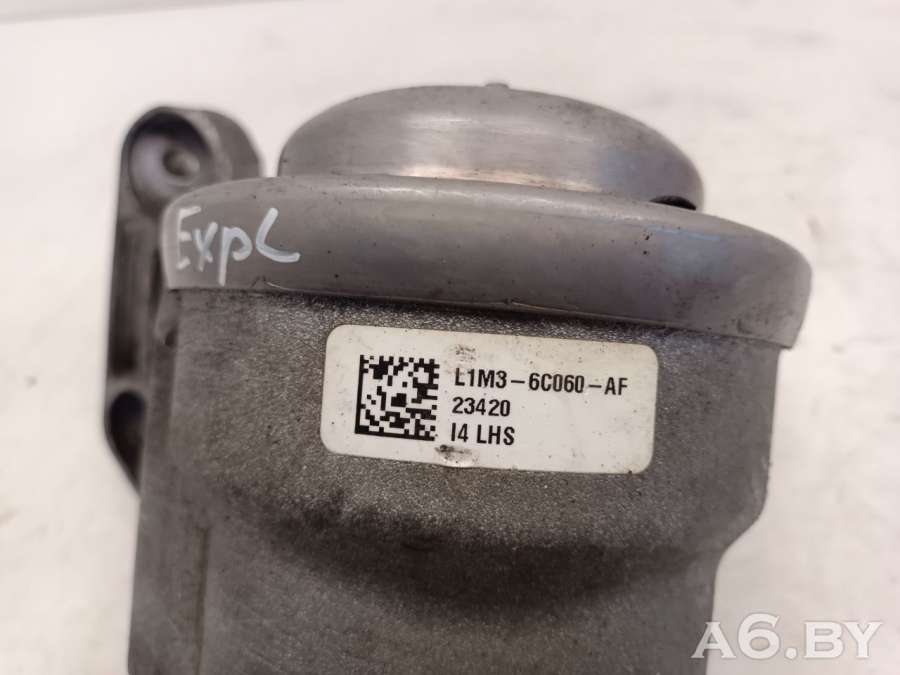 ExpL
L1M3-6C060-AF
23420
I4 LHS
A6.BY